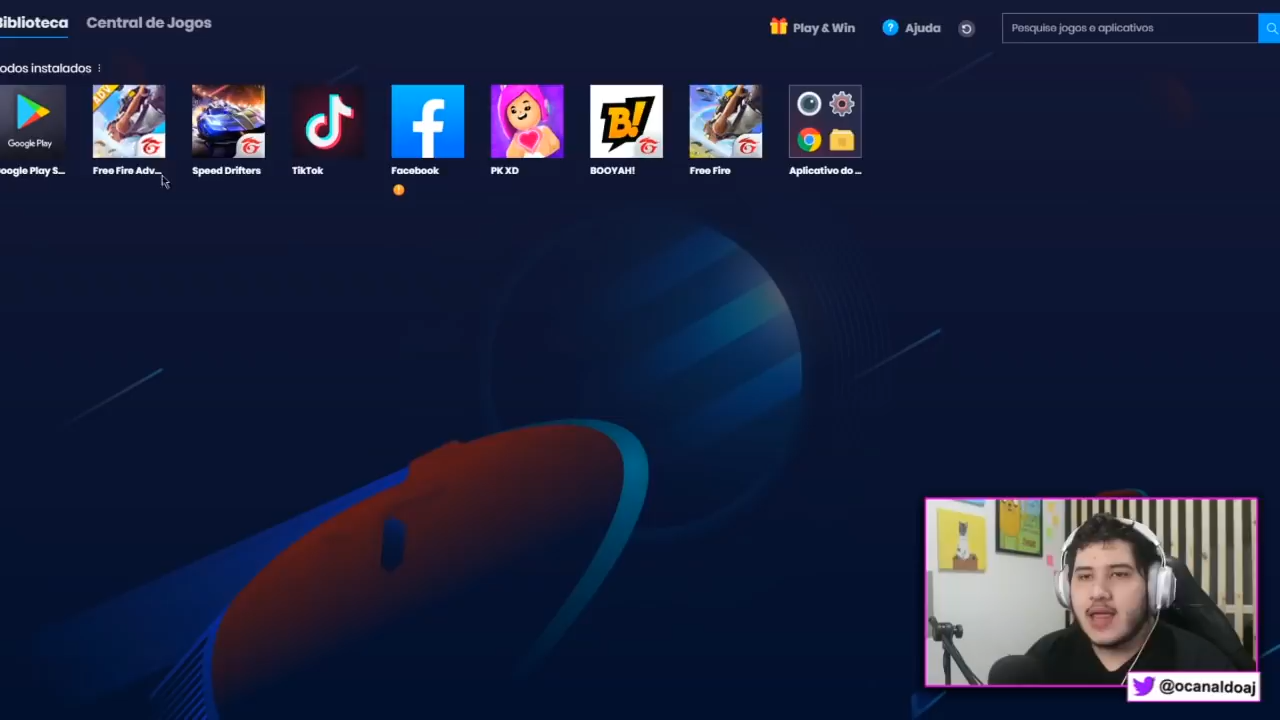 Biblioteca Central de Jogos
Play & Win
? Ajuda
Pesquise jogos e aplicativos
odos instalados
Google Play
B!
oogle Play S...
Free Fire Adv...
Speed Drifters
TikTok
Facebook
PK XD
BOOYAH!
Free Fire
Aplicativo do ...
@ocanaldoaj